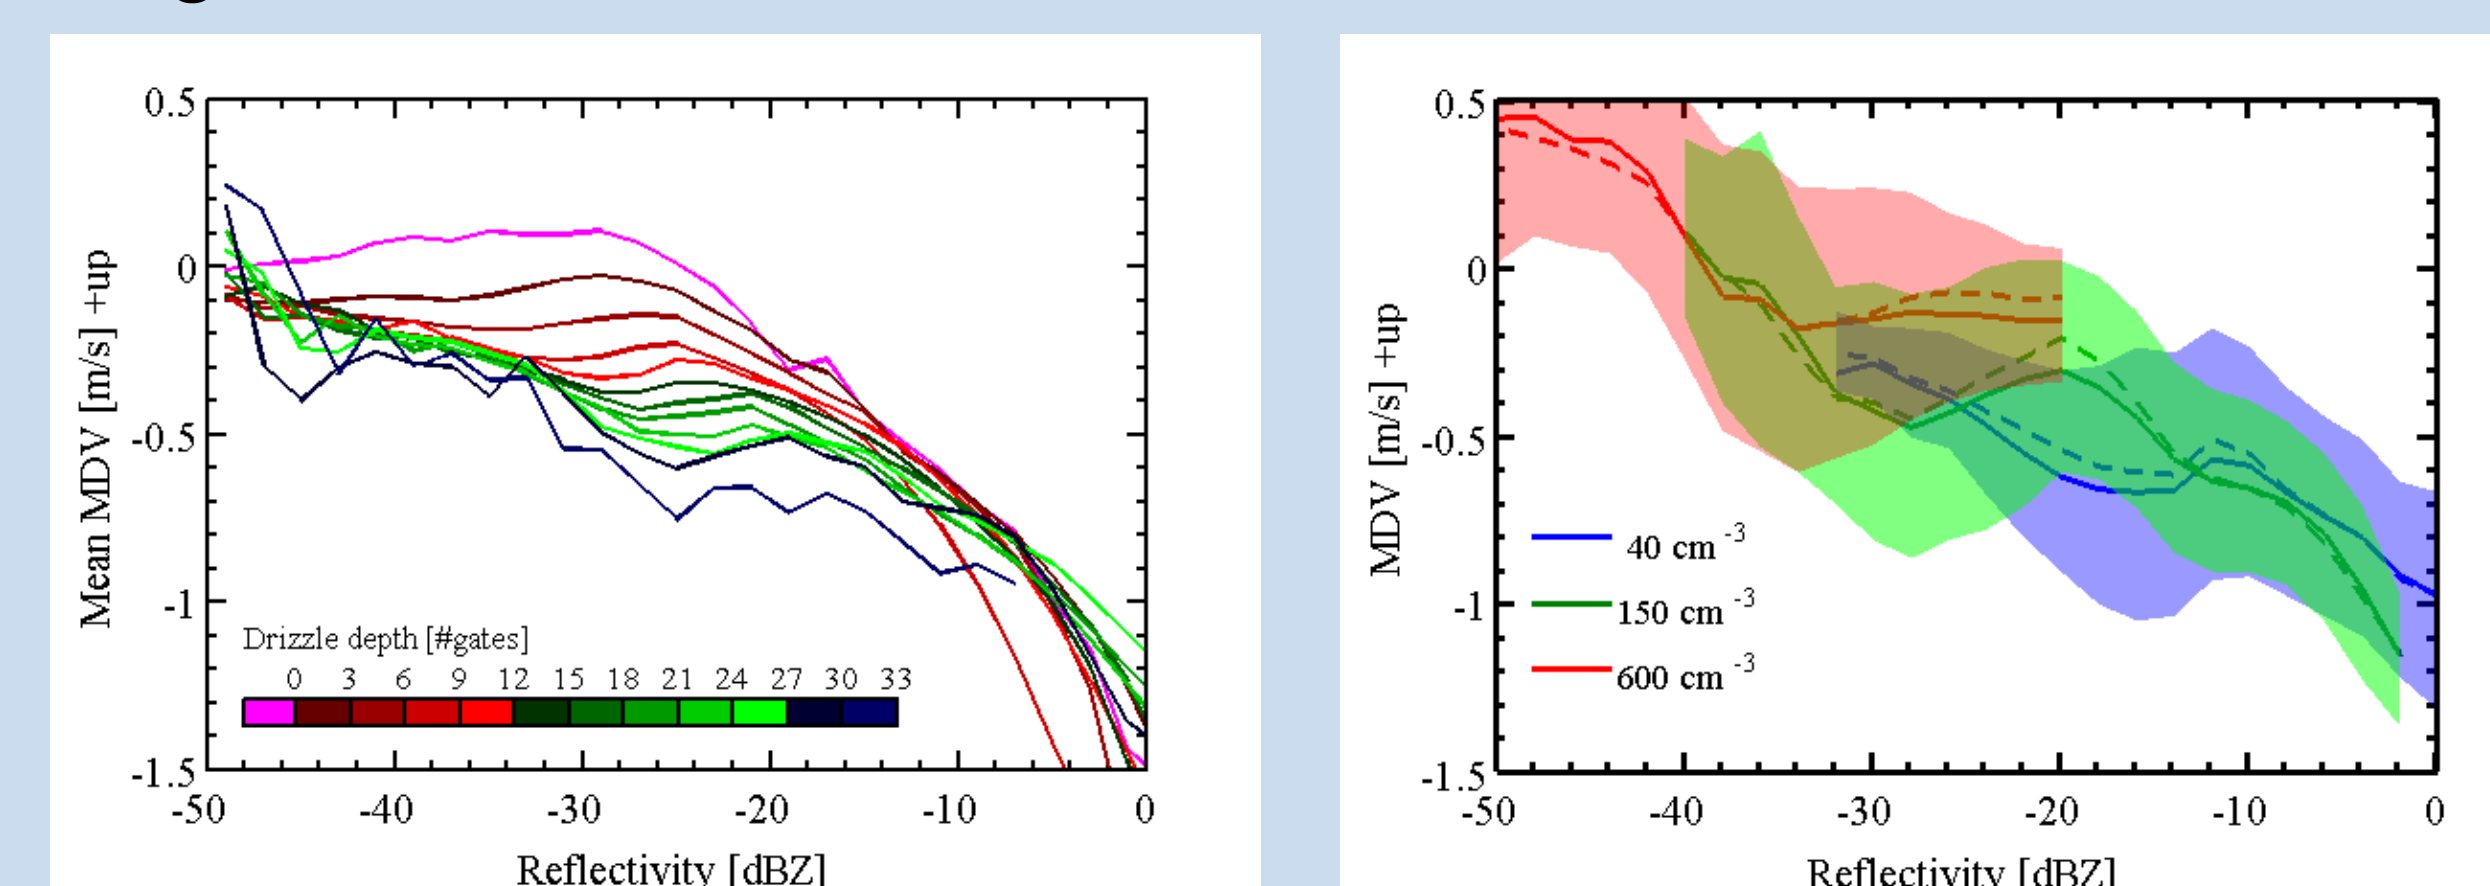 0.5
0
-0.5
-1
-1.5
Mean MDV [m/s] +up
Drizzle depth [#gates]
0 3 6 9 12 15 18 21 24 27 30 33
-50 -40 -30 -20 -10 0
Reflectivity [dBZ]
0.5
0
-0.5
-1
-1.5
MDV [m/s] +up
40 cm -3
150 cm -3
600 cm -3
-50 -40 -30 -20 -10 0
Reflectivity [dBZ]